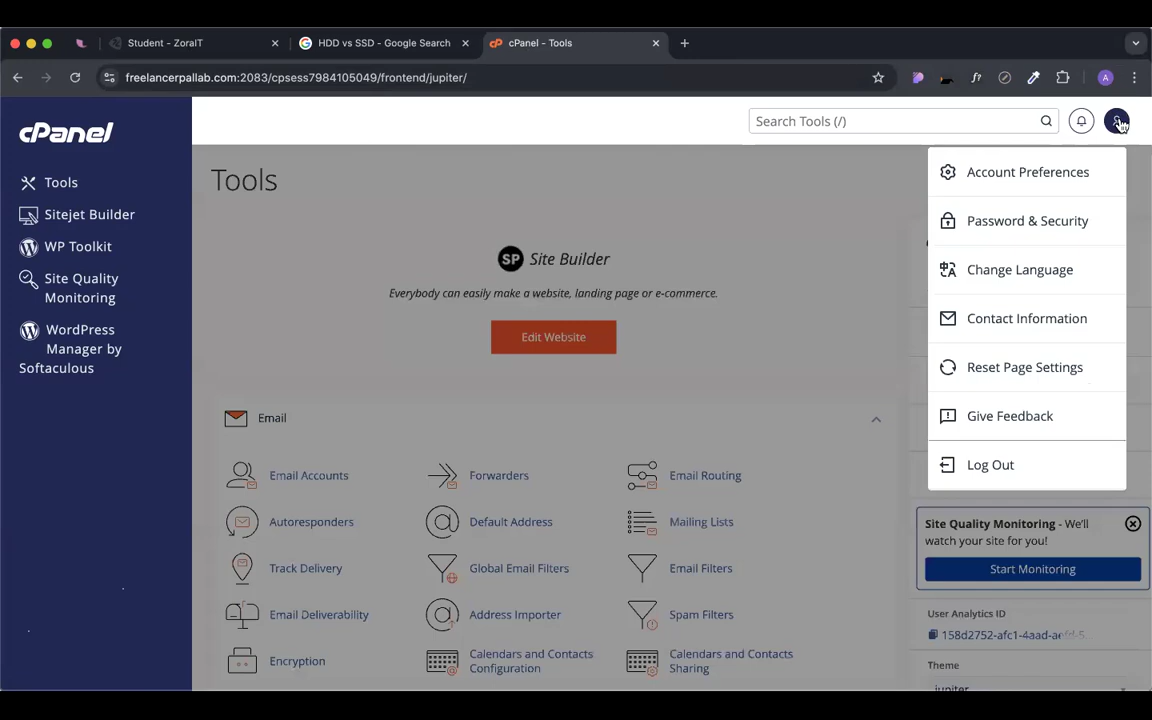 Student - ZoraIT
HDD vs SSD - Google Search
cPanel - Tools
freelancerpallab.com:2083/cpsess7984105049/frontend/jupiter/
f?
A
cPanel
Search Tools (/)
Tools
Sitejet Builder
WP Toolkit
Site Quality
Monitoring
WordPress
Manager by
Softaculous
Tools
SP Site Builder
Everybody can easily make a website, landing page or e-commerce.
Edit Website
Account Preferences
Password & Security
Change Language
Contact Information
Reset Page Settings
Give Feedback
Log Out
Email
Email Accounts
Forwarders
Email Routing
Autoresponders
Default Address
Mailing Lists
Track Delivery
Global Email Filters
Email Filters
Email Deliverability
Address Importer
Spam Filters
Encryption
Calendars and Contacts
Configuration
Calendars and Contacts
Sharing
Site Quality Monitoring - We'll
watch your site for you!
Start Monitoring
User Analytics ID
158d2752-afc1-4aad-aefd-5...
Theme
jupiter